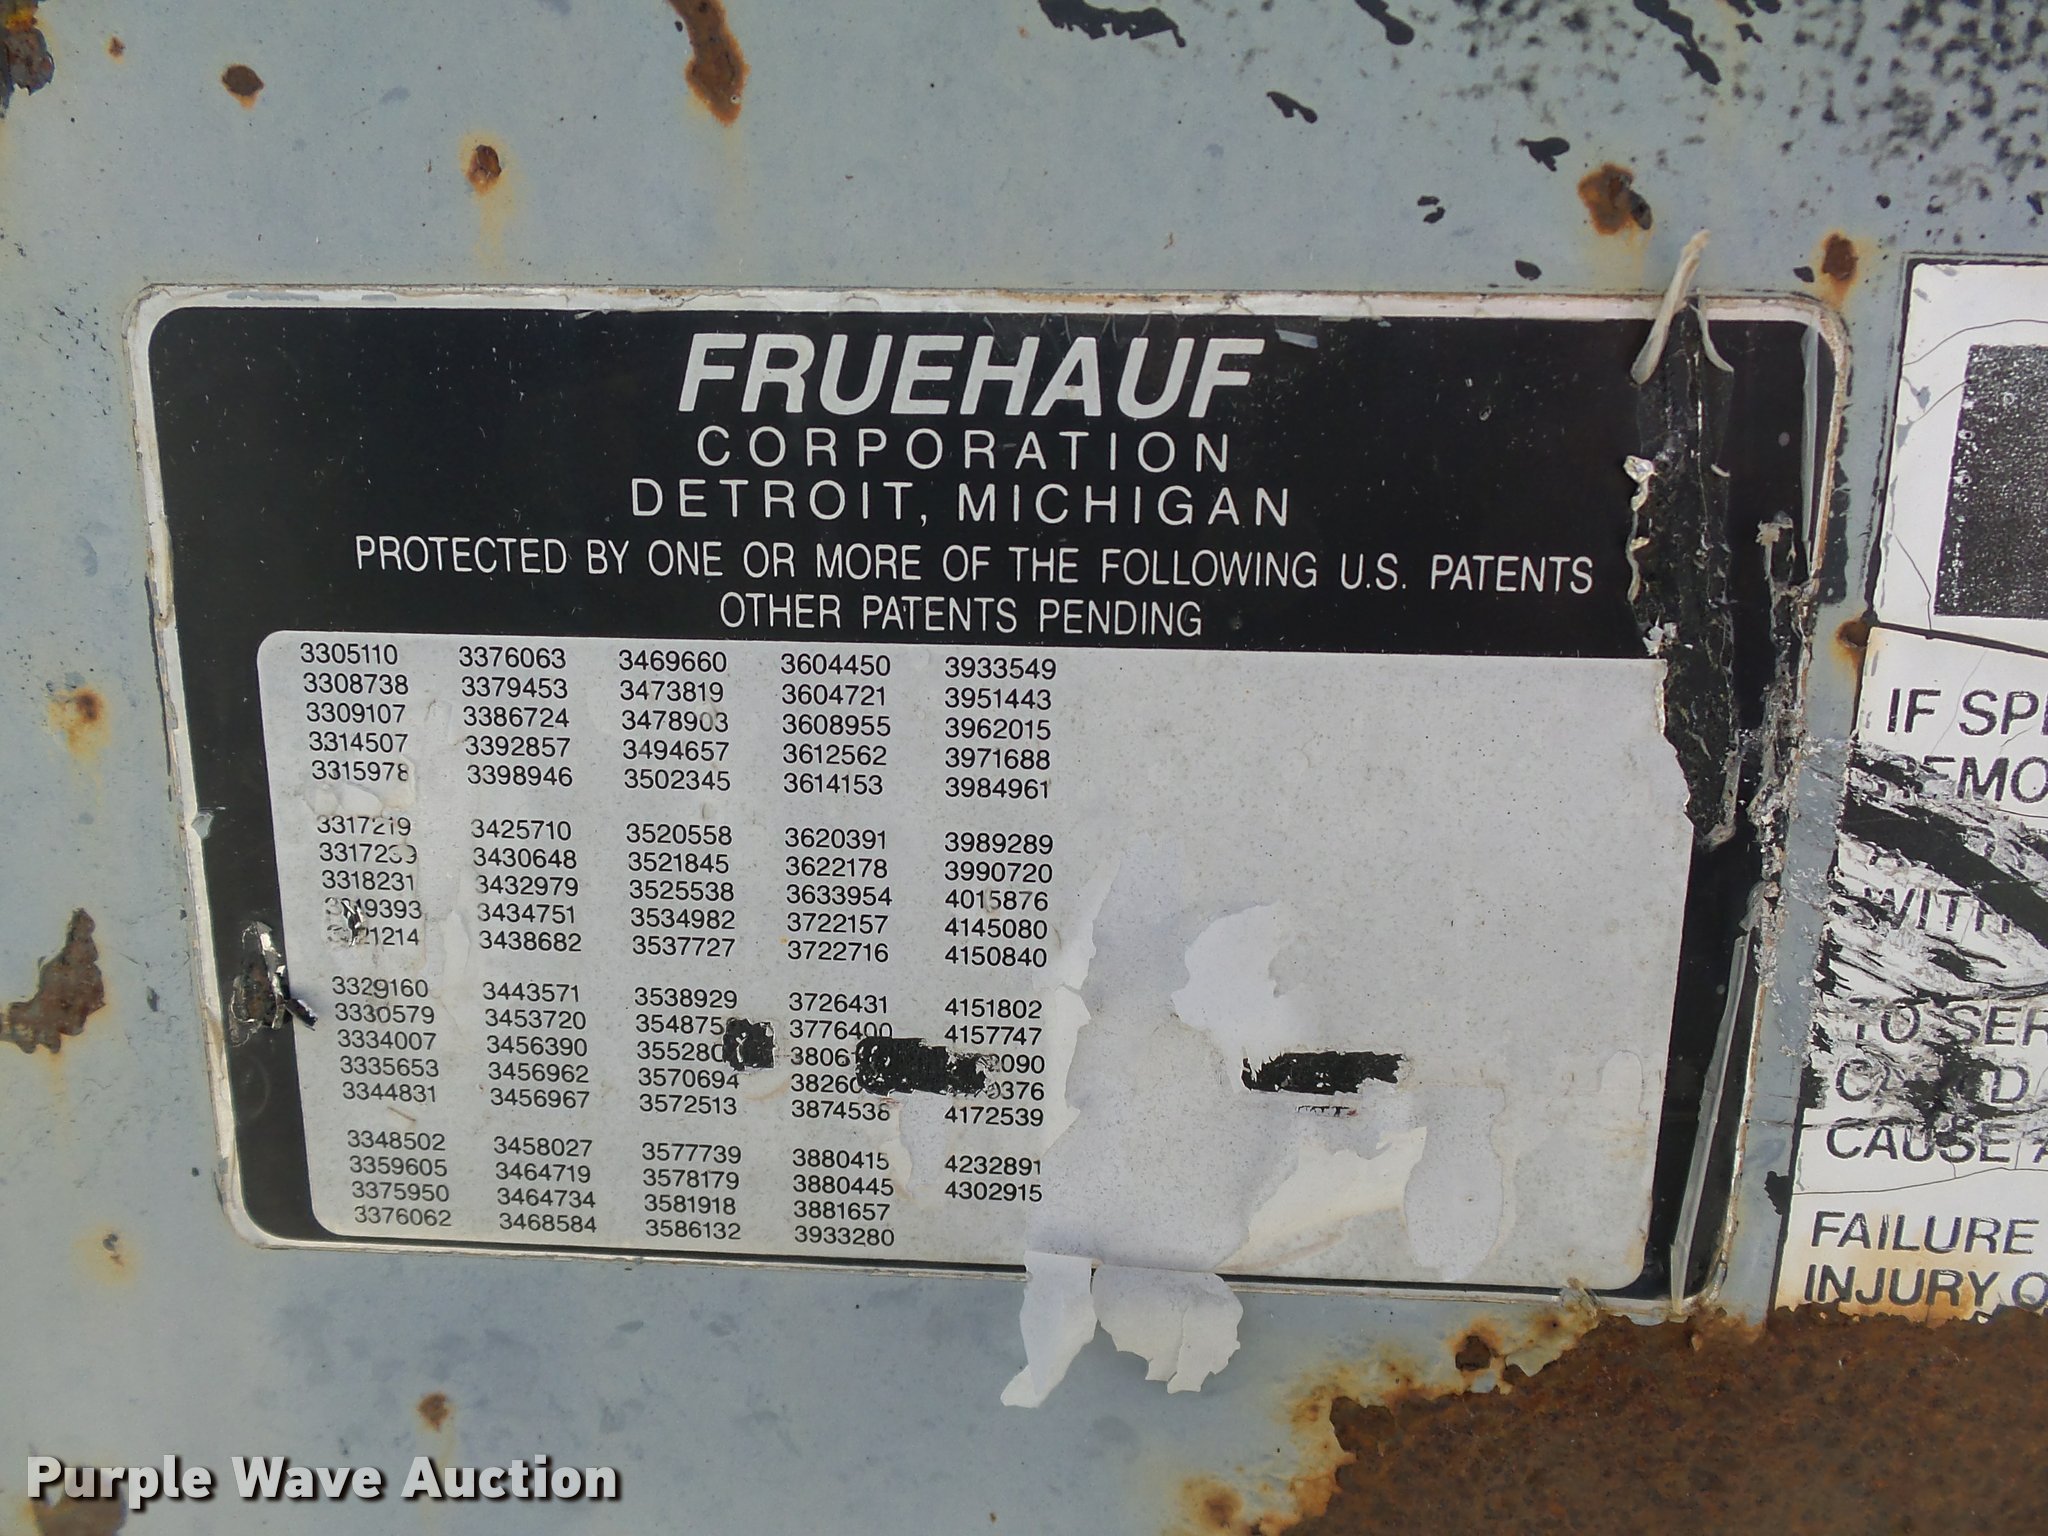 FRUEHAUF
CORPORATION
DETROIT, MICHIGAN
PROTECTED BY ONE OR MORE OF THE FOLLOWING U.S. PATENTS
OTHER PATENTS PENDING
3305110 3376063 3469660 3604450 3933549
3308738 3379453 3473819 3604721 3951443
3309107 3386724 3478903 3608955 3962015
3314507 3392857 3494657 3612562 3971688
3315978 3398946 3502345 3614153 3984961
3317219 3425710 3520558 3620391 3989289
3317239 3430648 3521845 3622178 3990720
3318231 3432979 3525538 3633954 4015876
3434751 3534982 3722157 4145080
3438682 3537727 3722716 4150840
3329160 3443571 3538929 3726431 4151802
3330579 3453720 3776400 4157747
3334007 3456390
3335653 3456962 3570694
3344831 3456967 3572513 3874538 4172539
3348502 3458027 3577739 3880415 4232891
3359605 3464719 3578179 3880445 4302915
3375950 3464734 3581918 3881657
3376062 3468584 3586132 3933280
IF
CAUSE
FAILURE
INJURY
Purple Wave Auction